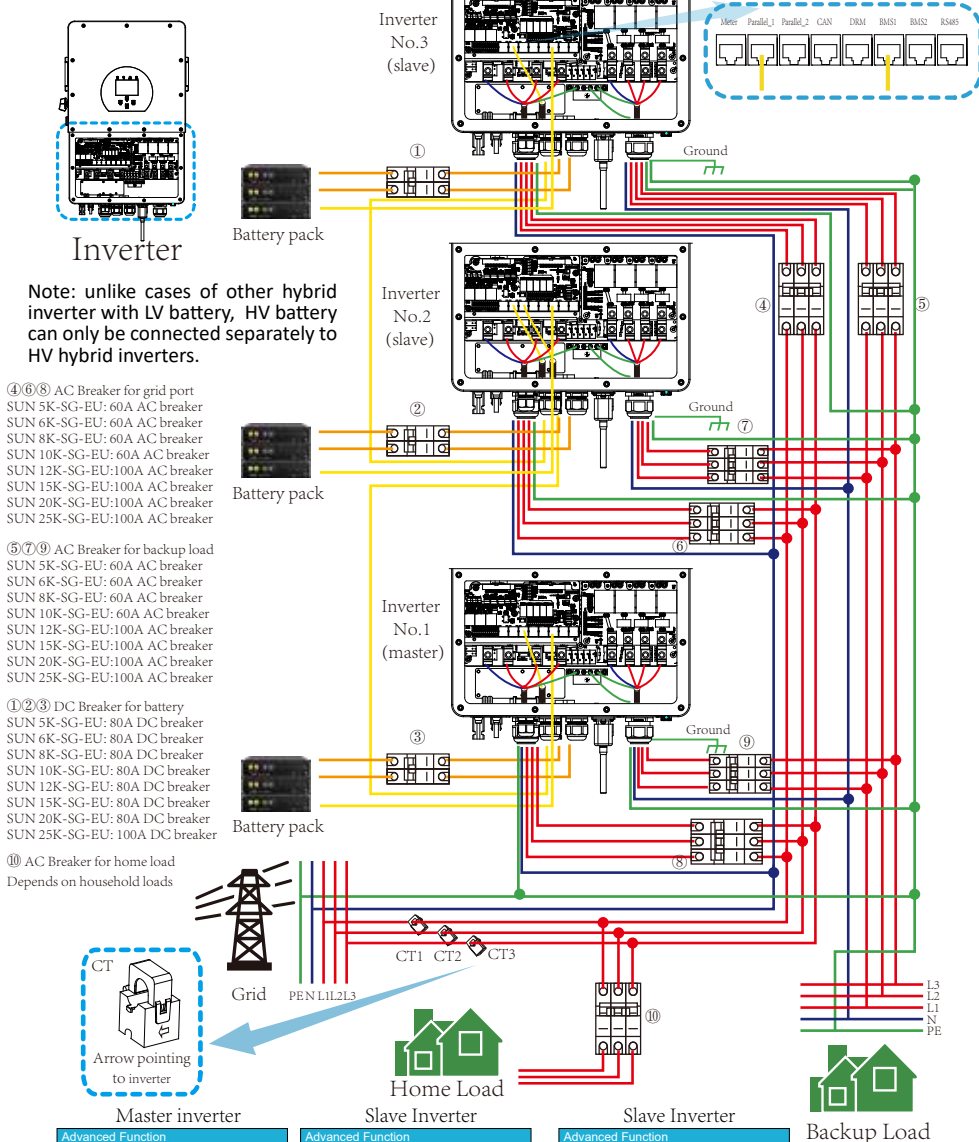 Inverter
No.3
(slave)
Meter Parallel_1 Parallel_2 CAN DRM BMS1 BMS2 RS485
Inverter
①
Battery pack
Ground
Note: unlike cases of other hybrid
inverter with LV battery, HV battery
can only be connected separately to
HV hybrid inverters.
④⑥⑧ AC Breaker for grid port
SUN 5K-SG-EU: 60A AC breaker
SUN 6K-SG-EU: 60A AC breaker
SUN 8K-SG-EU: 60A AC breaker
SUN 10K-SG-EU: 60A AC breaker
SUN 12K-SG-EU:100A AC breaker
SUN 15K-SG-EU:100A AC breaker
SUN 20K-SG-EU:100A AC breaker
SUN 25K-SG-EU:100A AC breaker
⑤⑦⑨ AC Breaker for backup load
SUN 5K-SG-EU: 60A AC breaker
SUN 6K-SG-EU: 60A AC breaker
SUN 8K-SG-EU: 60A AC breaker
SUN 10K-SG-EU: 60A AC breaker
SUN 12K-SG-EU:100A AC breaker
SUN 15K-SG-EU:100A AC breaker
SUN 20K-SG-EU:100A AC breaker
SUN 25K-SG-EU:100A AC breaker
①②③ DC Breaker for battery
SUN 5K-SG-EU: 80A DC breaker
SUN 6K-SG-EU: 80A DC breaker
SUN 8K-SG-EU: 80A DC breaker
SUN 10K-SG-EU: 80A DC breaker
SUN 12K-SG-EU: 80A DC breaker
SUN 15K-SG-EU: 80A DC breaker
SUN 20K-SG-EU: 80A DC breaker
SUN 25K-SG-EU: 100A DC breaker
⑩ AC Breaker for home load
Depends on household loads
Inverter
No.2
(slave)
④
⑤
②
Battery pack
Ground
⑦
⑥
Inverter
No.1
(master)
③
Battery pack
Ground
⑨
⑧
CT1 CT2 CT3
Grid
PE N L1 L2 L3
CT
Arrow pointing
to inverter
⑩
Home Load
L3
L2
L1
N
PE
Backup Load
Master inverter
Slave Inverter
Slave Inverter
Advanced Function
Advanced Function
Advanced Function